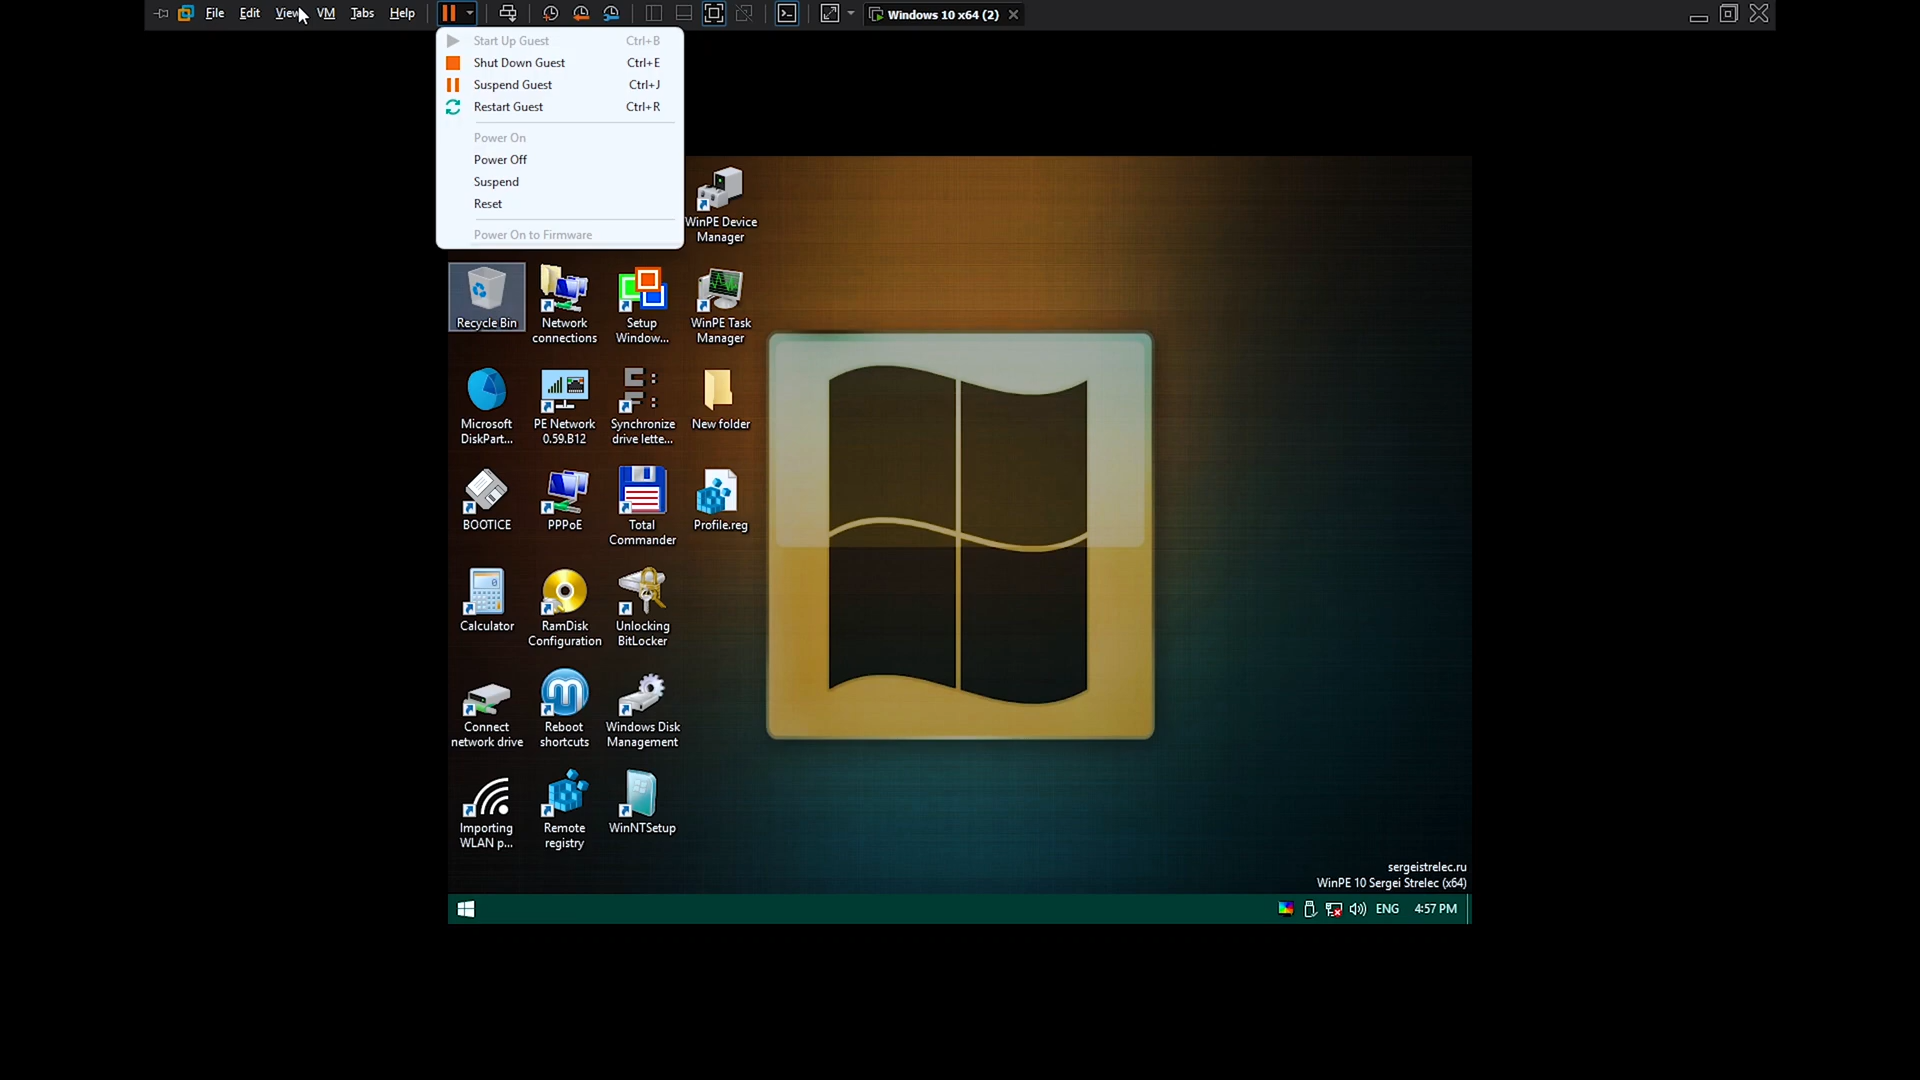 File Edit View VM Tabs Help
Windows 10 x64 (2)
Start Up Guest Ctrl+B
Shut Down Guest Ctrl+E
Suspend Guest Ctrl+J
Restart Guest Ctrl+R
Power On
Power Off
Suspend
Reset
Power On to Firmware
WinPE Device
Manager
Recycle Bin
Network
connections
Setup
Window...
WinPE Task
Manager
Microsoft
DiskPart...
PE Network
0.59.B12
Synchronize
drive lette...
New folder
BOOTICE
PPPoE
Total
Commander
Profile.reg
Calculator
RamDisk
Configuration
Unlocking
BitLocker
Connect
network drive
Reboot
shortcuts
Windows Disk
Management
Importing
WLAN p...
Remote
registry
WinNTSetup
sergeistrelec.ru
WinPE 10 Sergei Strelec (x64)
ENG 4:57 PM